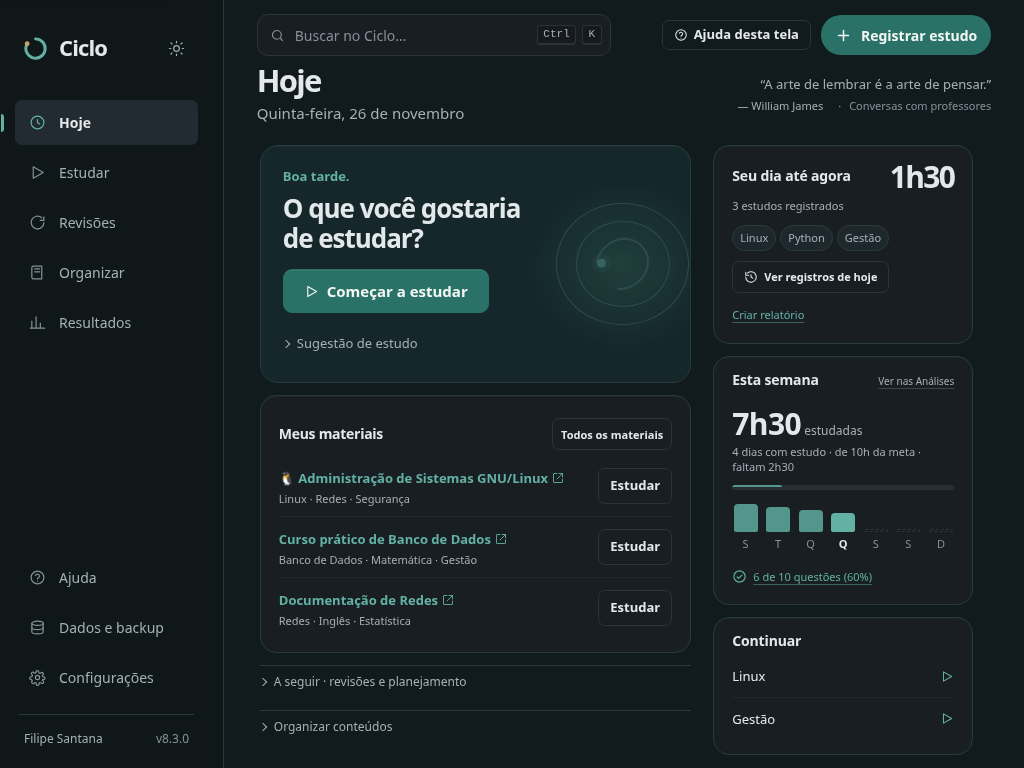 Ciclo
Hoje
Estudar
Revisões
Organizar
Resultados
Ajuda
Dados e backup
Configurações
Filipe Santana
v8.3.0
Buscar no Ciclo...
Ctrl
K
Ajuda desta tela
Registrar estudo
Hoje
Quinta-feira, 26 de novembro
“A arte de lembrar é a arte de pensar.”
— William James · Conversas com professores
Boa tarde.
O que você gostaria
de estudar?
Começar a estudar
Sugestão de estudo
Meus materiais
Todos os materiais
Administração de Sistemas GNU/Linux
Linux · Redes · Segurança
Estudar
Curso prático de Banco de Dados
Banco de Dados · Matemática · Gestão
Estudar
Documentação de Redes
Redes · Inglês · Estatística
Estudar
A seguir · revisões e planejamento
Organizar conteúdos
Seu dia até agora
1h30
3 estudos registrados
Linux
Python
Gestão
Ver registros de hoje
Criar relatório
Esta semana
Ver nas Análises
7h30 estudadas
4 dias com estudo · de 10h da meta ·
faltam 2h30
S T Q Q S S D
6 de 10 questões (60%)
Continuar
Linux
Gestão